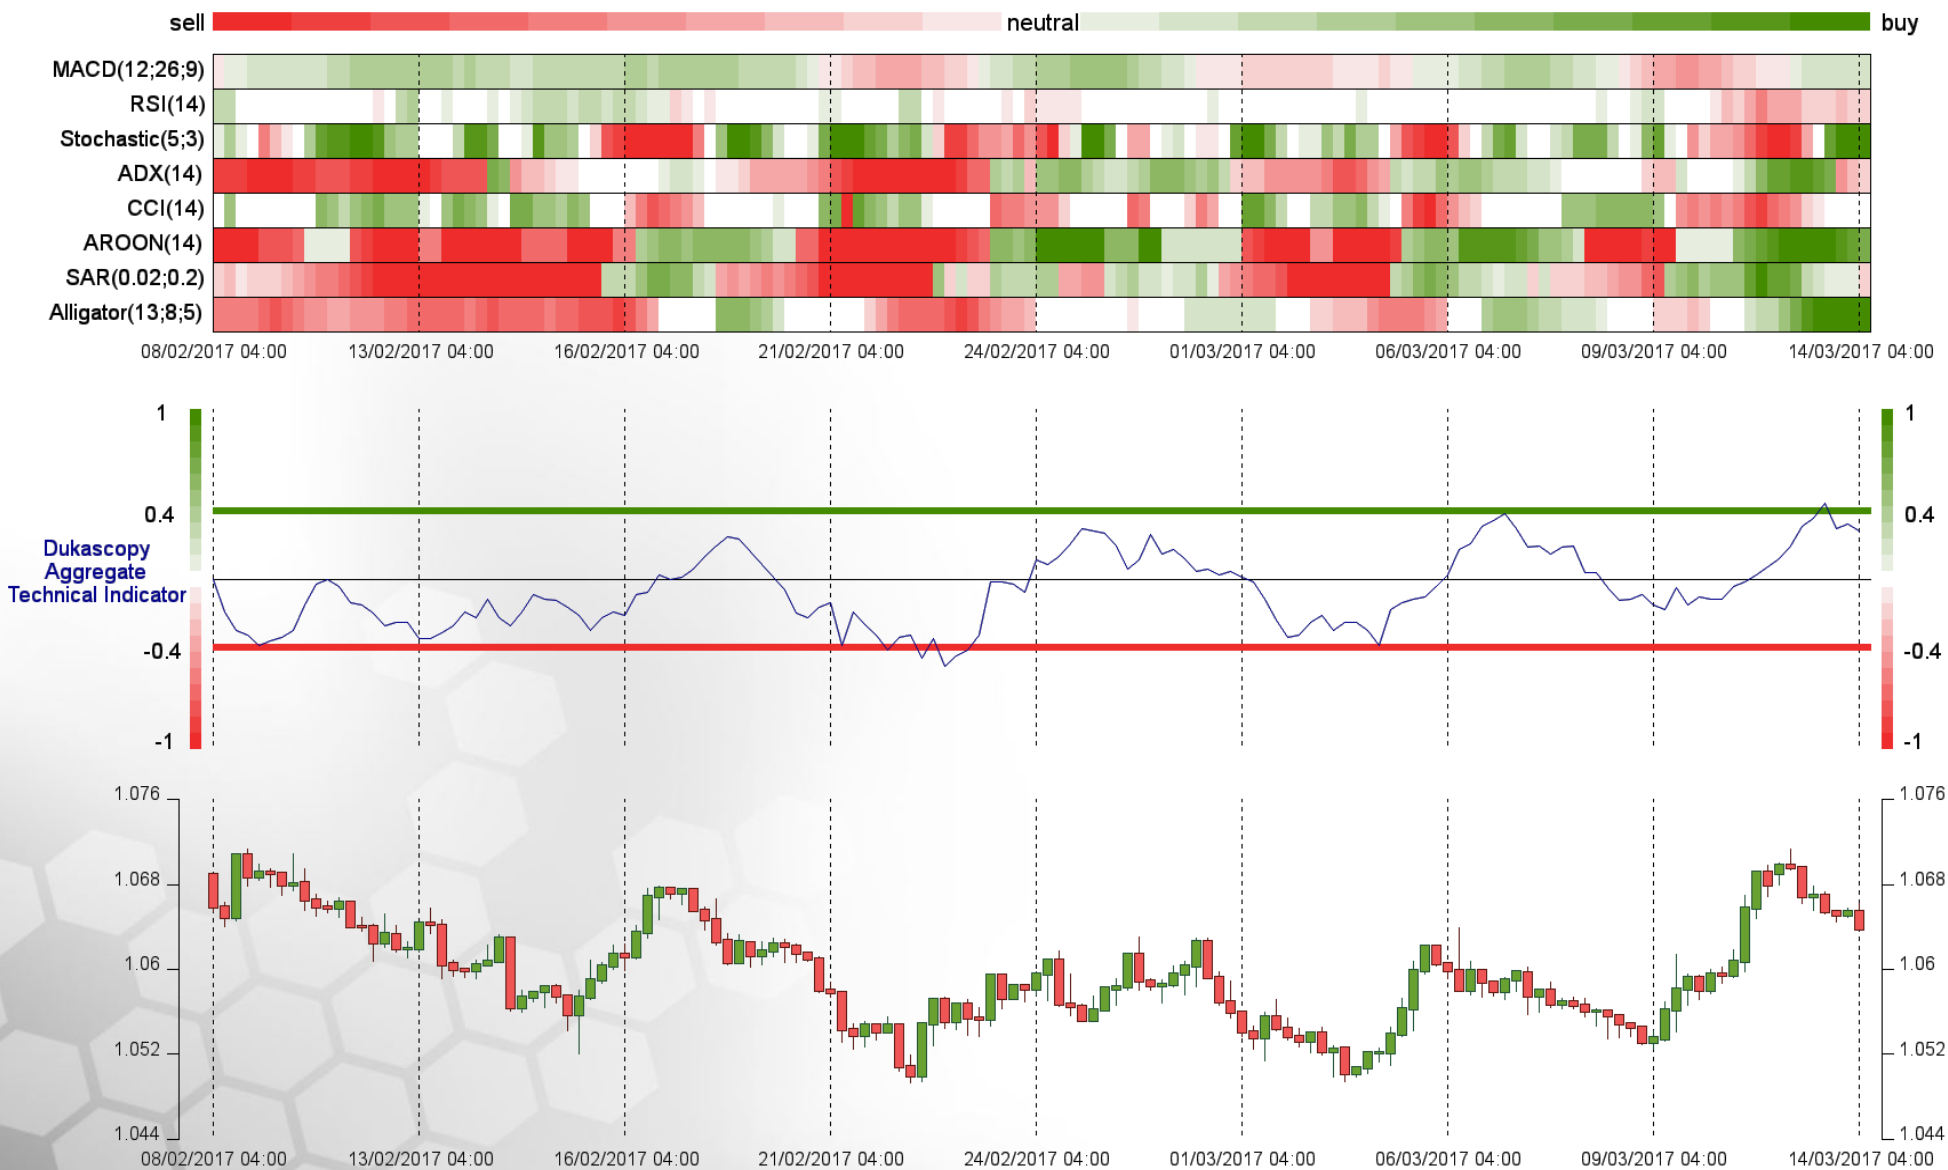 sell neutral buy
MACD(12;26;9)
RSI(14)
Stochastic(5;3)
ADX(14)
CCI(14)
AROON(14)
SAR(0.02;0.2)
Alligator(13;8;5)
08/02/2017 04:00 13/02/2017 04:00 16/02/2017 04:00 21/02/2017 04:00 24/02/2017 04:00 01/03/2017 04:00 06/03/2017 04:00 09/03/2017 04:00 14/03/2017 04:00
1 1
0.4 0.4
Dukascopy
Aggregate
Technical Indicator
-0.4 -0.4
-1 -1
1.076 1.076
1.068 1.068
1.06 1.06
1.052 1.052
1.044 1.044
08/02/2017 04:00 13/02/2017 04:00 16/02/2017 04:00 21/02/2017 04:00 24/02/2017 04:00 01/03/2017 04:00 06/03/2017 04:00 09/03/2017 04:00 14/03/2017 04:00